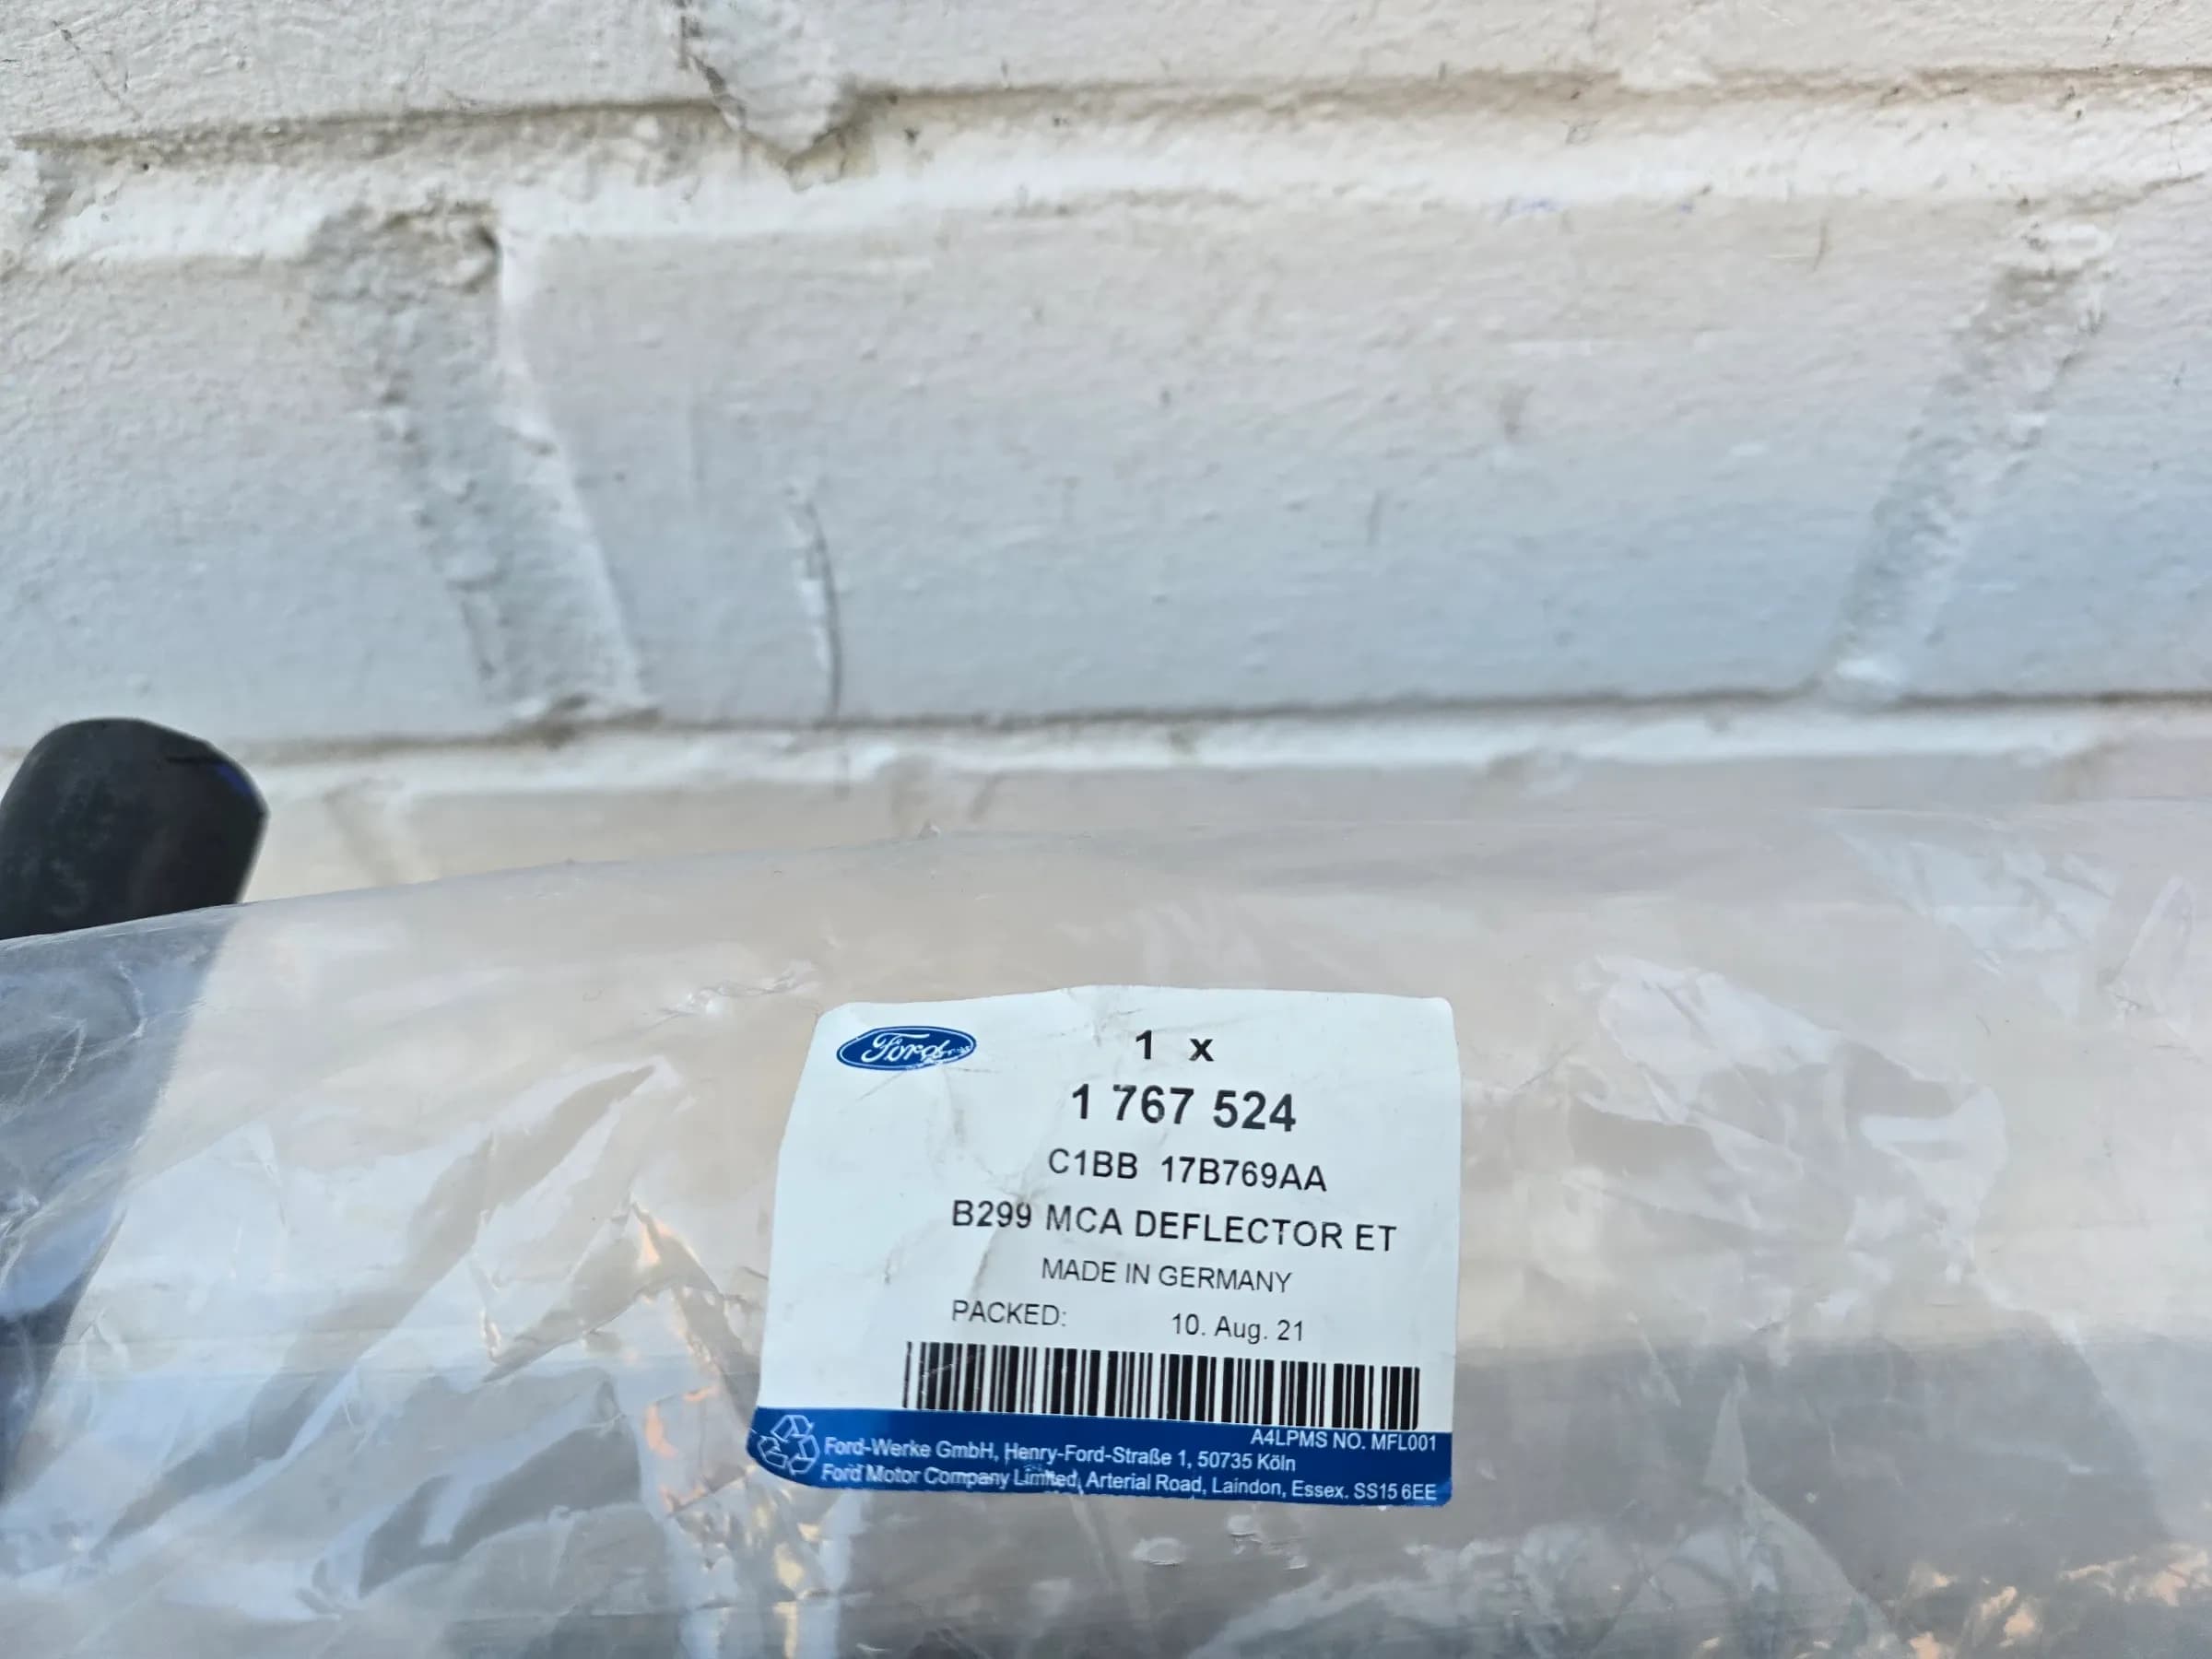 Ford
1 x
1 767 524
C1BB 17B769AA
B299 MCA DEFLECTOR ET
MADE IN GERMANY
PACKED: 10. Aug. 21
A4LPMS NO. MFL001
Ford-Werke GmbH, Henry-Ford-Straße 1, 50735 Köln
Ford Motor Company Limited, Arterial Road, Laindon, Essex. SS15 6EE